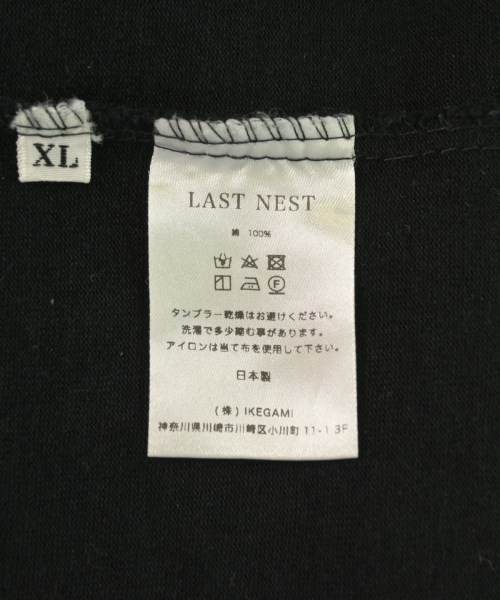 XL
LAST NEST
綿 100%
F
タンブラー乾燥はお避けください。
洗濯で多少縮む事があります。
アイロンは当て布を使用して下さい。
日本製
(株) IKEGAMI
神奈川県川崎市川崎区小川町 11-1 3F